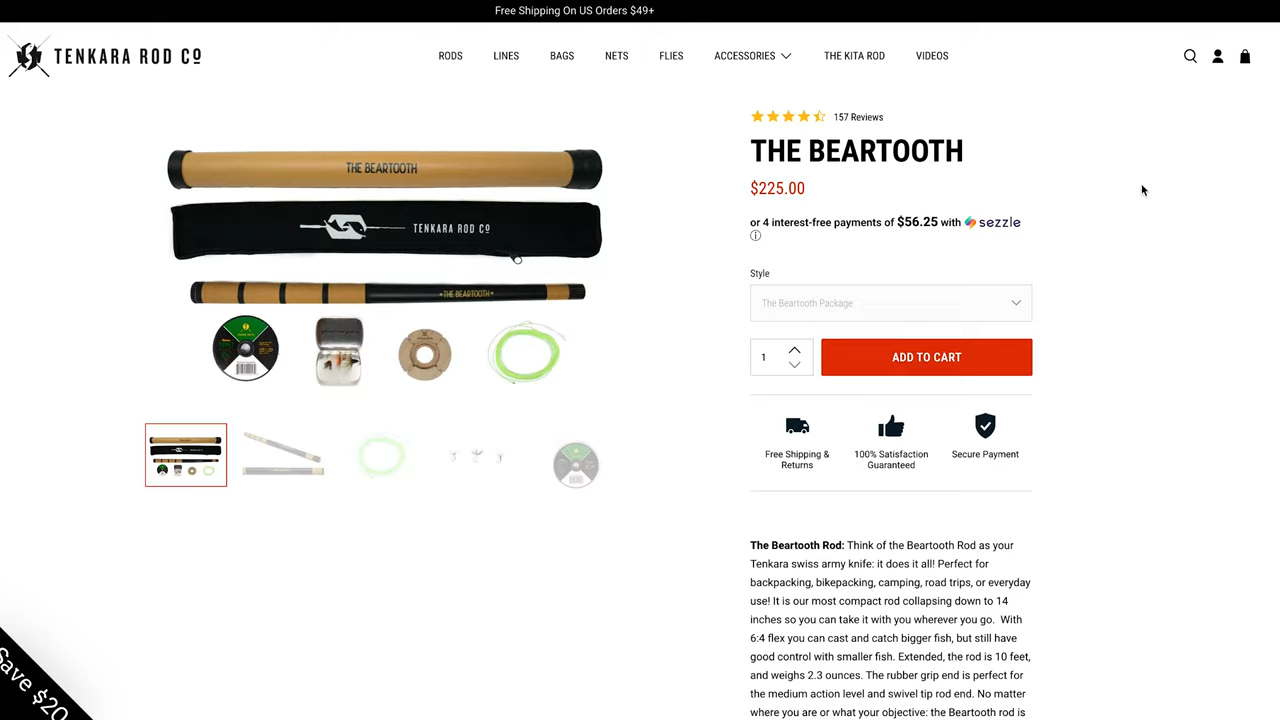 Free Shipping On US Orders $49+
TENKARA ROD CO
RODS LINES BAGS NETS FLIES ACCESSORIES THE KITA ROD VIDEOS
157 Reviews
THE BEARTOOTH
$225.00
or 4 interest-free payments of $56.25 with sezzle
Style
The Beartooth Package
1
ADD TO CART
Free Shipping &
Returns
100% Satisfaction
Guaranteed
Secure Payment
The Beartooth Rod: Think of the Beartooth Rod as your
Tenkara swiss army knife: it does it all! Perfect for
backpacking, bikepacking, camping, road trips, or everyday
use! It is our most compact rod collapsing down to 14
inches so you can take it with you wherever you go. With
6:4 flex you can cast and catch bigger fish, but still have
good control with smaller fish. Extended, the rod is 10 feet,
and weighs 2.3 ounces. The rubber grip end is perfect for
the medium action level and swivel tip rod end. No matter
where you are or what your objective: the Beartooth rod is
THE BEARTOOTH
TENKARA ROD CO
•THE BEARTOOTH•
Save $20